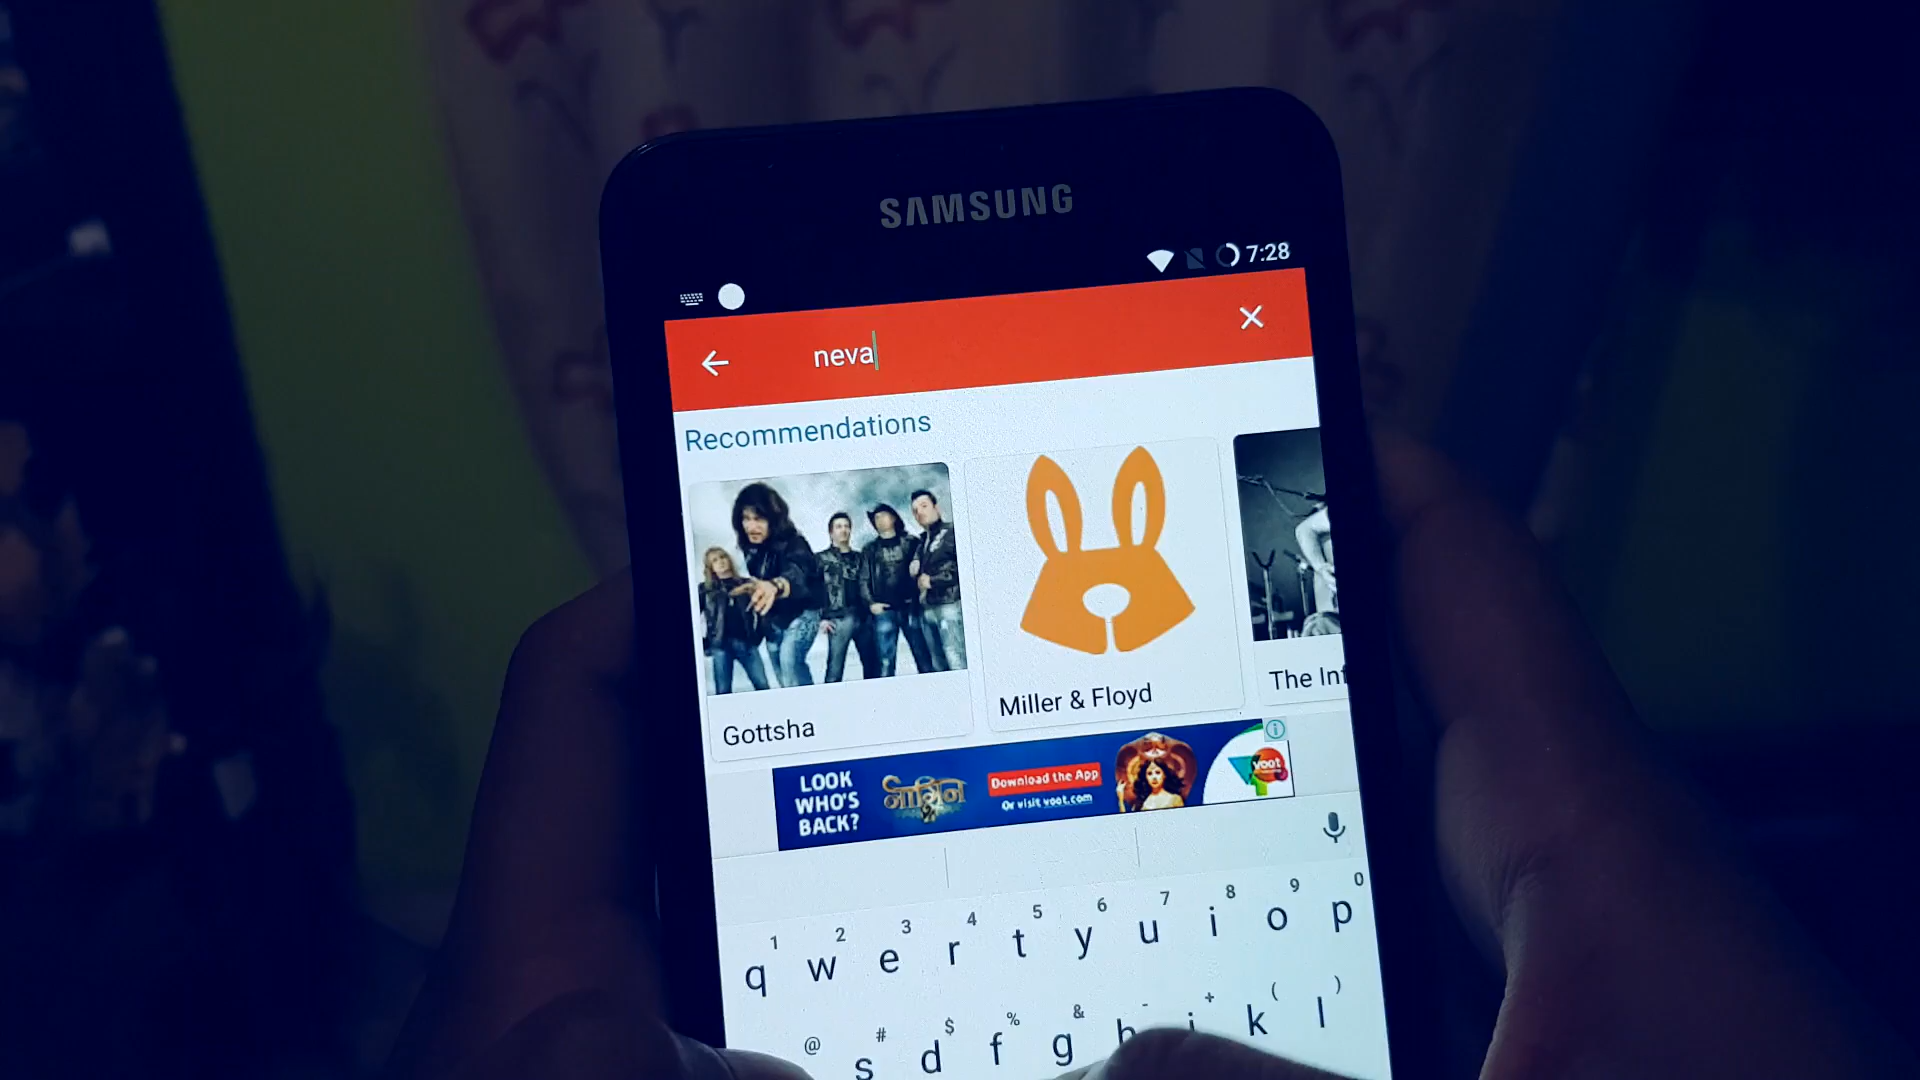 SAMSUNG
7:28
neva
Recommendations
Gottsha
Miller & Floyd
The Inf
LOOK
WHO'S
BACK?
नागिन
Download the App
Or visit voot.com
voot
1 2 3 4 5 6 7 8 9 0
q w e r t y u i o p
@ # $ % & - + ( )
s d f g h j k l